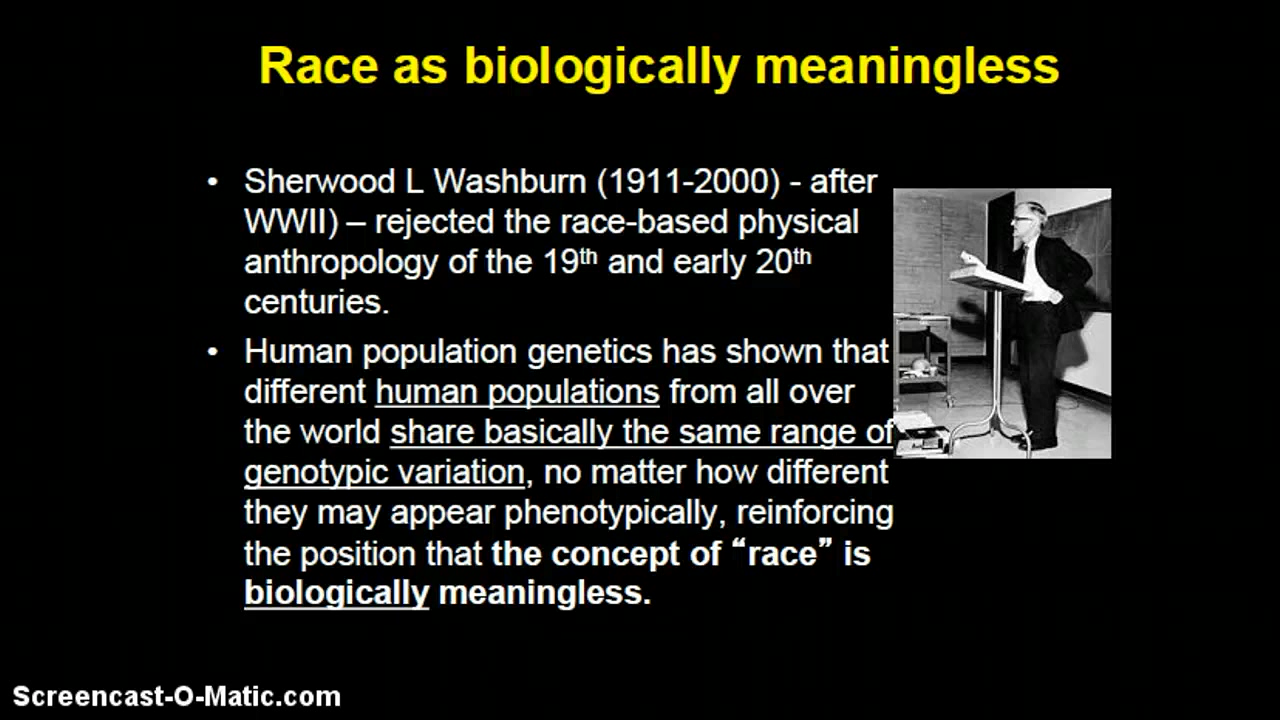 Race as biologically meaningless
• Sherwood L Washburn (1911-2000) - after
WWII) – rejected the race-based physical
anthropology of the 19th and early 20th
centuries.
• Human population genetics has shown that
different human populations from all over
the world share basically the same range of
genotypic variation, no matter how different
they may appear phenotypically, reinforcing
the position that the concept of “race” is
biologically meaningless.
Screencast-O-Matic.com